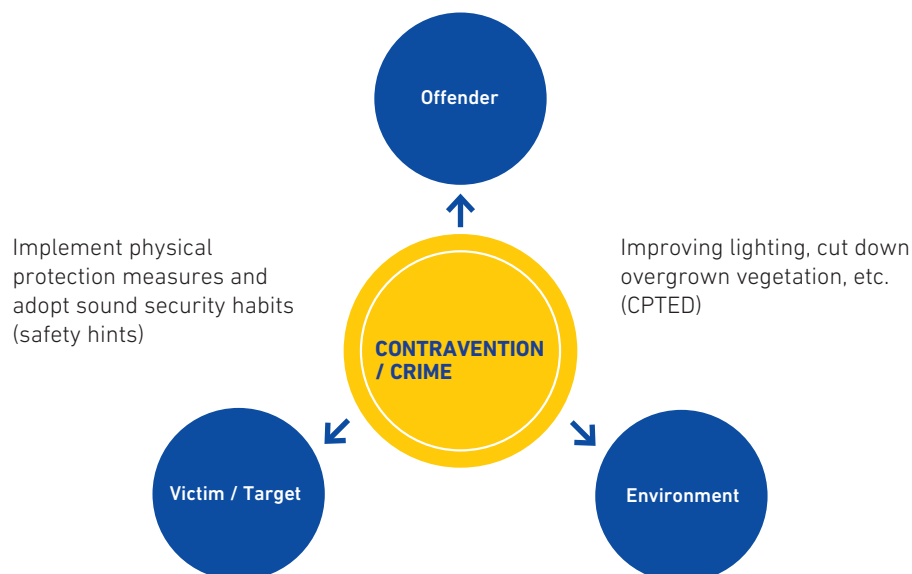 Offender
Implement physical
protection measures and
adopt sound security habits
(safety hints)
Improving lighting, cut down
overgrown vegetation, etc.
(CPTED)
CONTRAVENTION
/ CRIME
Victim / Target
Environment